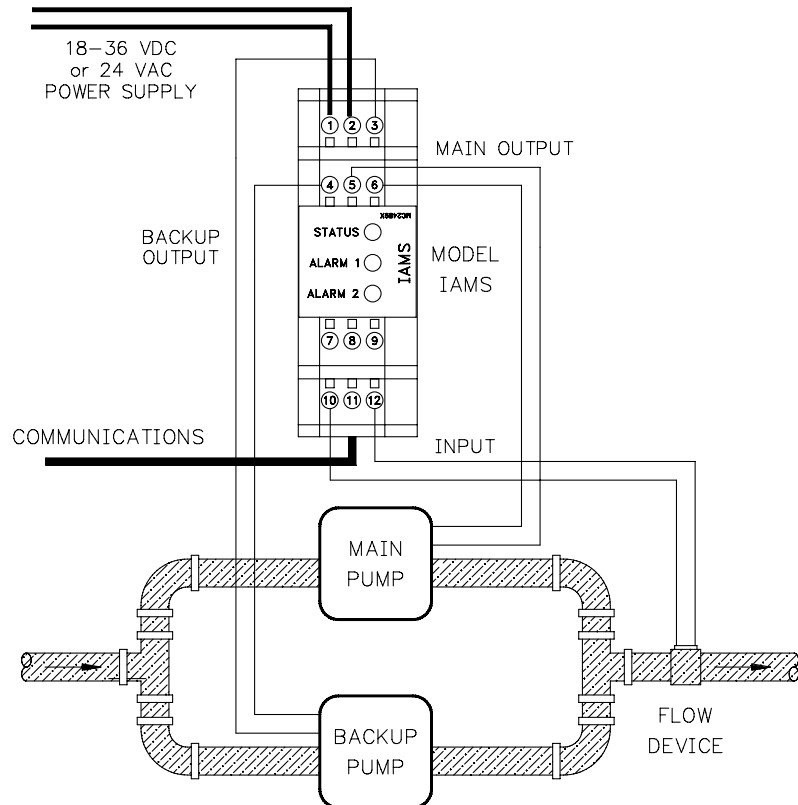 18-36 VDC
or 24 VAC
POWER SUPPLY
1 2 3
MAIN OUTPUT
4 5 6
MC2489X
BACKUP
OUTPUT
STATUS
ALARM 1
ALARM 2
IAMS
MODEL
IAMS
7 8 9
10 11 12
COMMUNICATIONS
INPUT
MAIN
PUMP
BACKUP
PUMP
FLOW
DEVICE